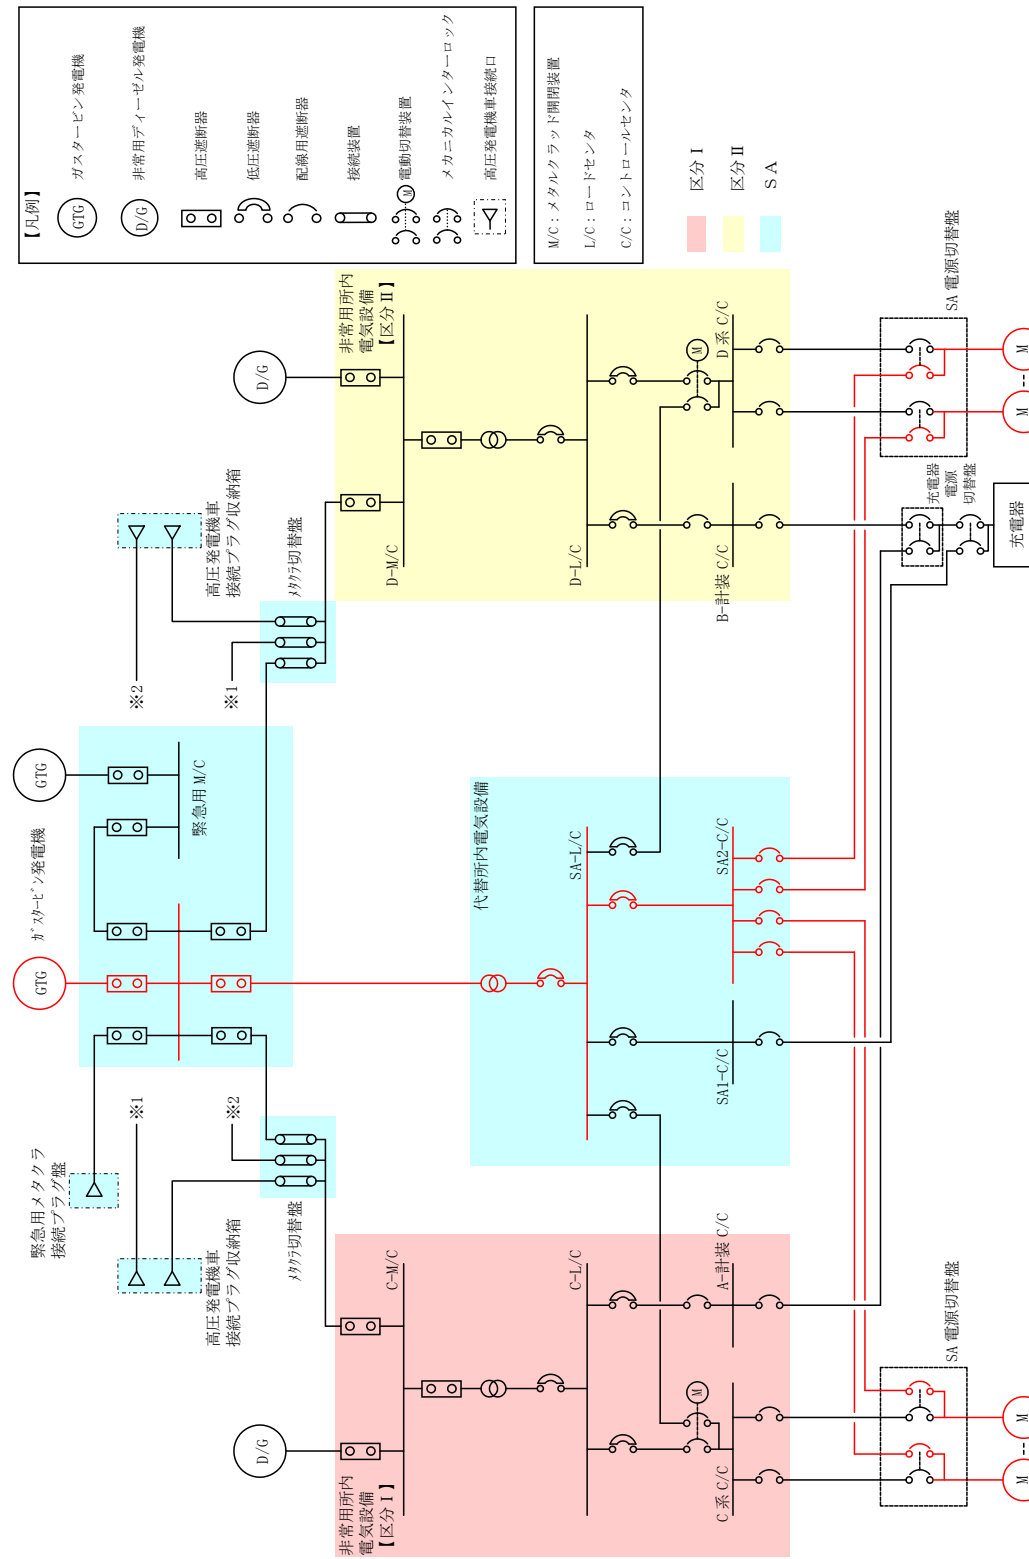 【凡例】
GTG
ガスタービン発電機
D/G
非常用ディーゼル発電機
高圧遮断器
低圧遮断器
配線用遮断器
接続装置
M
電動切替装置
メカニカルインターロック
高圧発電機車接続口
M/C：メタルクラッド開閉装置
L/C：ロードセンタ
C/C：コントロールセンタ
区分Ⅰ
区分Ⅱ
ＳＡ
緊急用メタクラ
接続プラグ盤
GTG
ｶﾞｽﾀｰﾋﾞﾝ発電機
GTG
緊急用 M/C
高圧発電機車
接続プラグ収納箱
※1
※2
ﾒﾀｸﾗ切替盤
高圧発電機車
接続プラグ収納箱
※2
※1
ﾒﾀｸﾗ切替盤
D/G
非常用所内
電気設備
【区分Ⅰ】
C-M/C
C-L/C
M
C系 C/C
A-計装 C/C
代替所内電気設備
SA-L/C
SA1-C/C
SA2-C/C
D/G
非常用所内
電気設備
【区分Ⅱ】
D-M/C
D-L/C
B-計装 C/C
M
D系 C/C
SA 電源切替盤
M
M
充電器
電源
切替盤
充電器
SA 電源切替盤
M
M